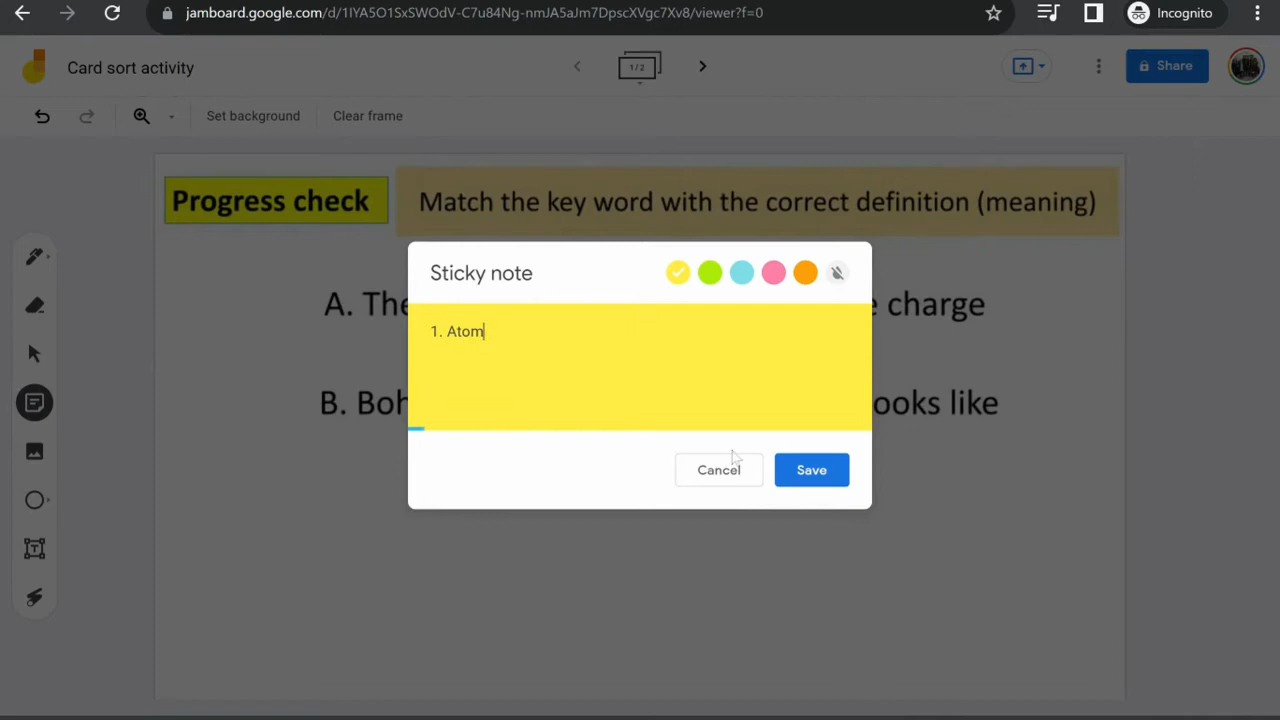 jamboard.google.com/d/1lYA5O1SxSWOdV-C7u84Ng-nmJA5aJm7DpscXVgc7Xv8/viewer?f=0
Incognito
Card sort activity
1 / 2
Share
Set background
Clear frame
Progress check
Match the key word with the correct definition (meaning)
Sticky note
A. The
charge
1. Atom
B. Boh
ooks like
Cancel
Save